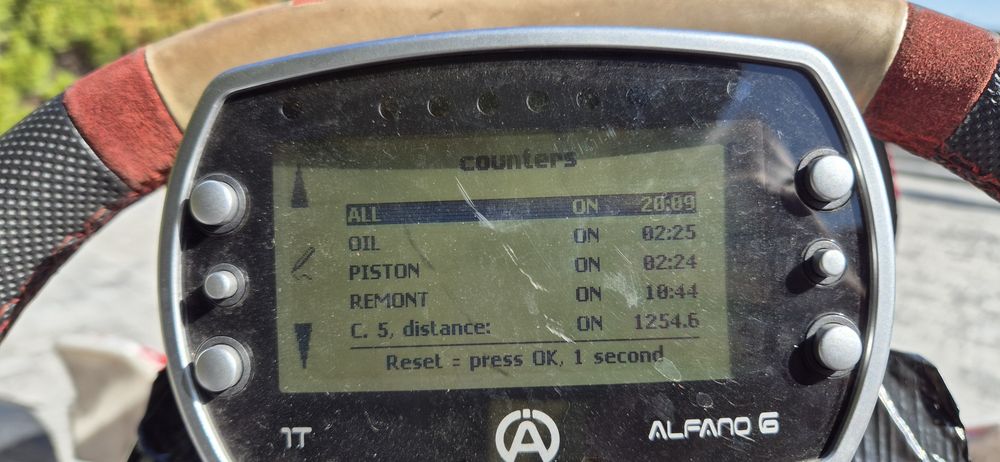 counters
ALL ON 20:09
OIL ON 02:25
PISTON ON 02:24
REMONT ON 10:44
C. 5, distance: ON 1254.6
Reset = press OK, 1 second
1T ALFANO 6